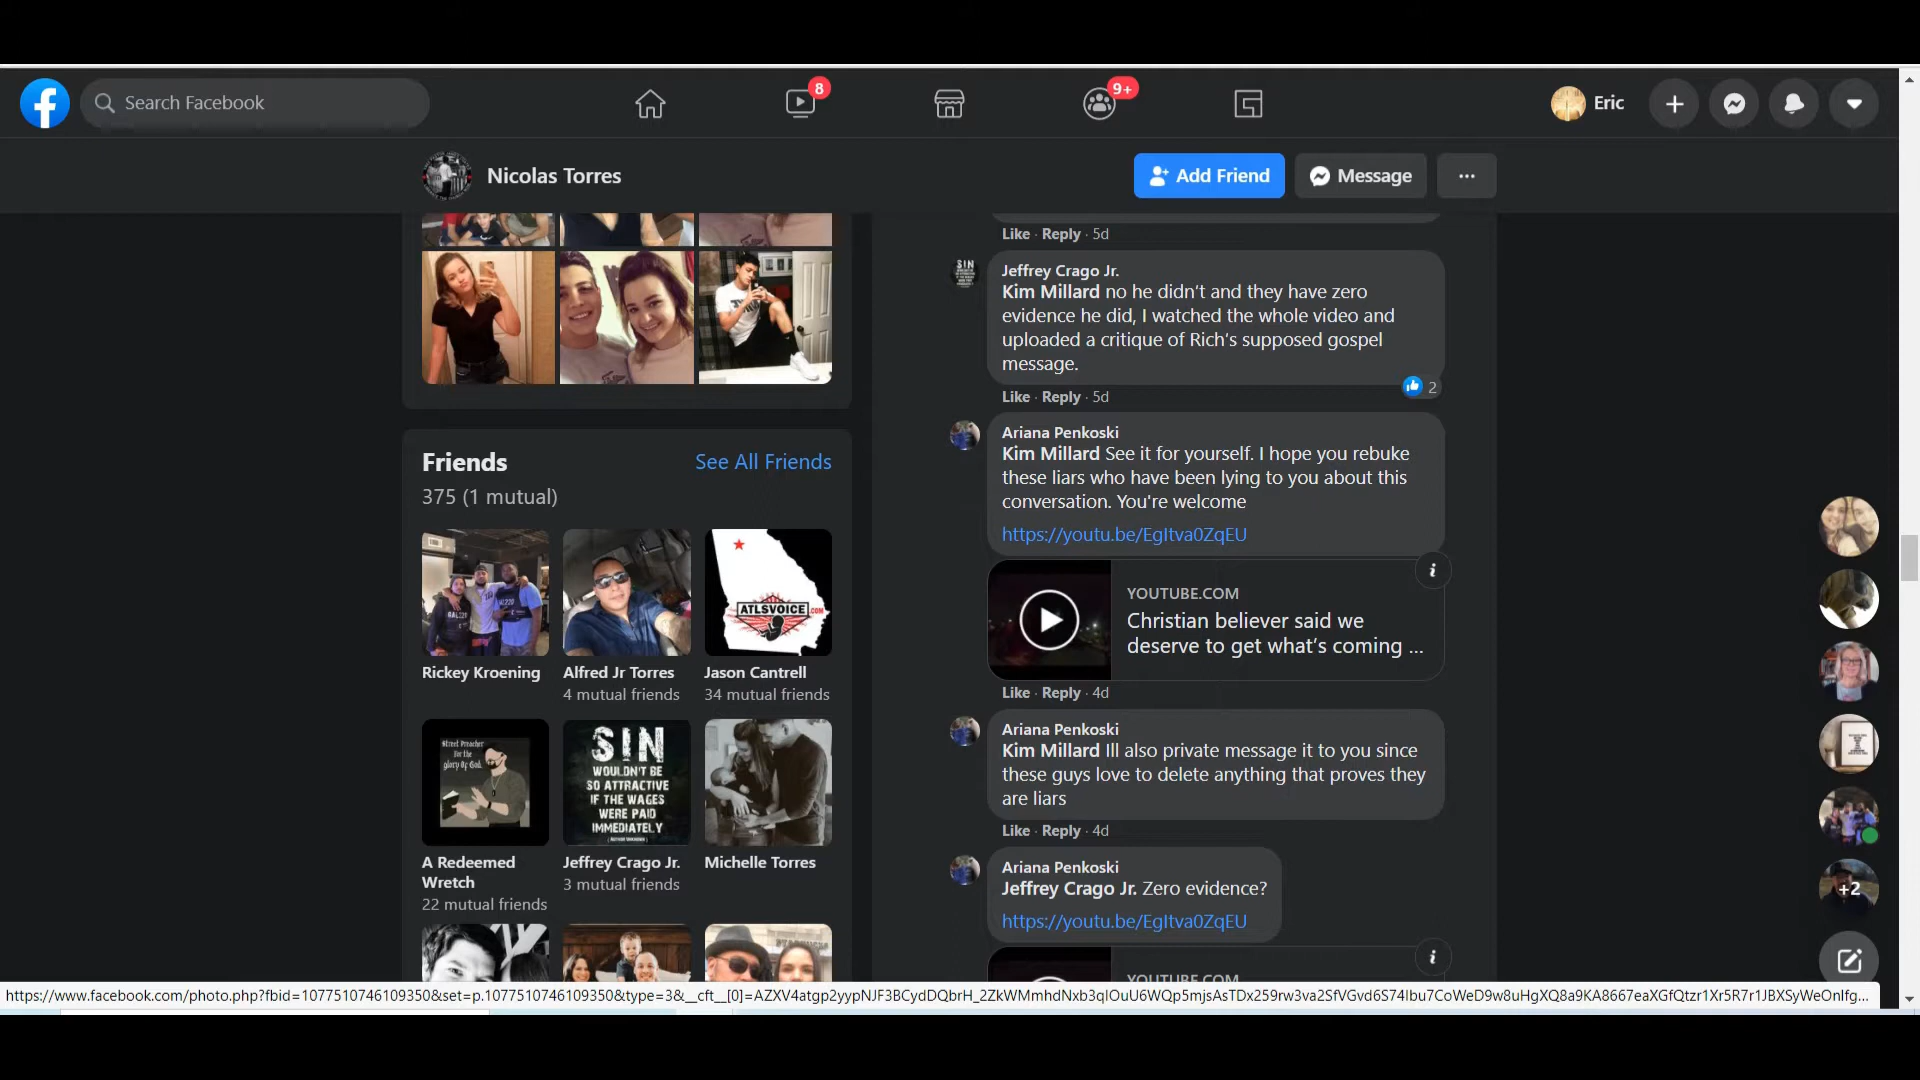 Search Facebook
8
9+
Eric
Nicolas Torres
Add Friend
Message
Friends
See All Friends
375 (1 mutual)
Rickey Kroening
Alfred Jr Torres
4 mutual friends
ATLSVOICE.COM
Jason Cantrell
34 mutual friends
Street Preacher
For the
glory Of God.
A Redeemed
Wretch
22 mutual friends
SIN
WOULDN'T BE
SO ATTRACTIVE
IF THE WAGES
WERE PAID
IMMEDIATELY
Jeffrey Crago Jr.
3 mutual friends
Michelle Torres
Like · Reply · 5d
Jeffrey Crago Jr.
Kim Millard no he didn't and they have zero
evidence he did, I watched the whole video and
uploaded a critique of Rich's supposed gospel
message.
2
Like · Reply · 5d
Ariana Penkoski
Kim Millard See it for yourself. I hope you rebuke
these liars who have been lying to you about this
conversation. You're welcome
https://youtu.be/EgItva0ZqEU
YOUTUBE.COM
Christian believer said we
deserve to get what's coming ...
Like · Reply · 4d
Ariana Penkoski
Kim Millard Ill also private message it to you since
these guys love to delete anything that proves they
are liars
Like · Reply · 4d
Ariana Penkoski
Jeffrey Crago Jr. Zero evidence?
https://youtu.be/EgItva0ZqEU
YOUTUBE.COM
+2